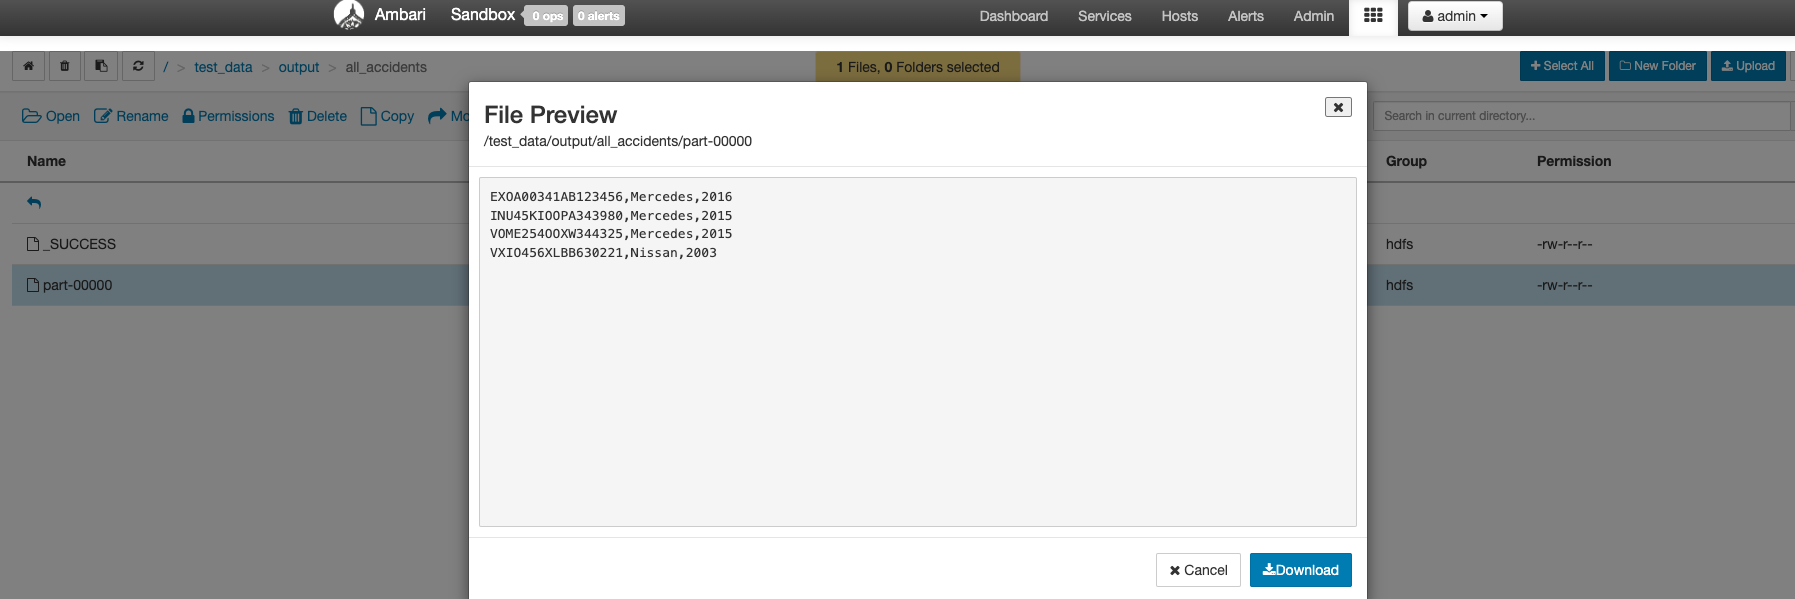 Ambari Sandbox 0 ops 0 alerts Dashboard Services Hosts Alerts Admin admin
/ > test_data > output > all_accidents 1 Files, 0 Folders selected Select All New Folder Upload
Open Rename Permissions Delete Copy Mo Search in current directory...
File Preview
/test_data/output/all_accidents/part-00000
Name Group Permission
EXOA00341AB123456,Mercedes,2016
INU45KIOOPA343980,Mercedes,2015
VOME254OOXW344325,Mercedes,2015
VXIO456XLBB630221,Nissan,2003
_SUCCESS hdfs -rw-r--r--
part-00000 hdfs -rw-r--r--
Cancel Download